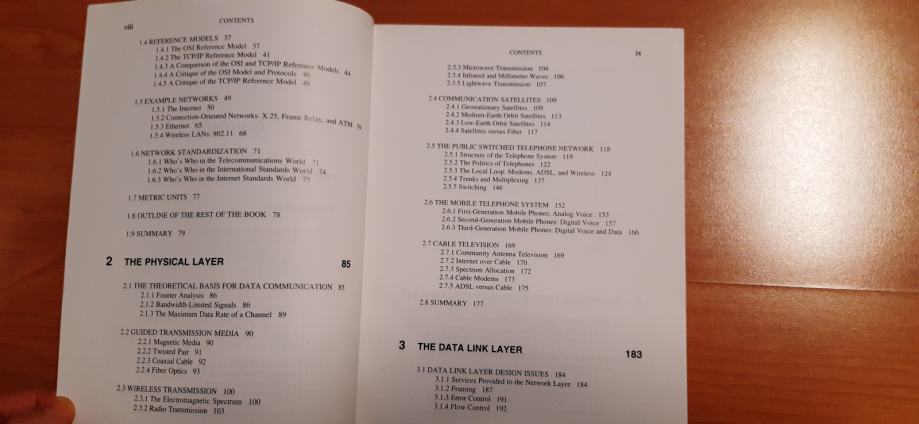 viii
CONTENTS
1.4 REFERENCE MODELS 37
1.4.1 The OSI Reference Model 37
1.4.2 The TCP/IP Reference Model 41
1.4.3 A Comparison of the OSI and TCP/IP Reference Models 44
1.4.4 A Critique of the OSI Model and Protocols 46
1.4.5 A Critique of the TCP/IP Reference Model 48
1.5 EXAMPLE NETWORKS 49
1.5.1 The Internet 50
1.5.2 Connection-Oriented Networks: X.25, Frame Relay, and ATM 59
1.5.3 Ethernet 65
1.5.4 Wireless LANs: 802.11 68
1.6 NETWORK STANDARDIZATION 71
1.6.1 Who's Who in the Telecommunications World 71
1.6.2 Who's Who in the International Standards World 74
1.6.3 Who's Who in the Internet Standards World 75
1.7 METRIC UNITS 77
1.8 OUTLINE OF THE REST OF THE BOOK 78
1.9 SUMMARY 79
2 THE PHYSICAL LAYER 85
2.1 THE THEORETICAL BASIS FOR DATA COMMUNICATION 85
2.1.1 Fourier Analysis 86
2.1.2 Bandwidth-Limited Signals 86
2.1.3 The Maximum Data Rate of a Channel 89
2.2 GUIDED TRANSMISSION MEDIA 90
2.2.1 Magnetic Media 90
2.2.2 Twisted Pair 91
2.2.3 Coaxial Cable 92
2.2.4 Fiber Optics 93
2.3 WIRELESS TRANSMISSION 100
2.3.1 The Electromagnetic Spectrum 100
2.3.2 Radio Transmission 103
CONTENTS
ix
2.3.3 Microwave Transmission 104
2.3.4 Infrared and Millimeter Waves 106
2.3.5 Lightwave Transmission 107
2.4 COMMUNICATION SATELLITES 109
2.4.1 Geostationary Satellites 109
2.4.2 Medium-Earth Orbit Satellites 113
2.4.3 Low-Earth Orbit Satellites 114
2.4.4 Satellites versus Fiber 117
2.5 THE PUBLIC SWITCHED TELEPHONE NETWORK 118
2.5.1 Structure of the Telephone System 119
2.5.2 The Politics of Telephones 122
2.5.3 The Local Loop: Modems, ADSL, and Wireless 124
2.5.4 Trunks and Multiplexing 137
2.5.5 Switching 146
2.6 THE MOBILE TELEPHONE SYSTEM 152
2.6.1 First-Generation Mobile Phones: Analog Voice 153
2.6.2 Second-Generation Mobile Phones: Digital Voice 157
2.6.3 Third-Generation Mobile Phones: Digital Voice and Data 166
2.7 CABLE TELEVISION 169
2.7.1 Community Antenna Television 169
2.7.2 Internet over Cable 170
2.7.3 Spectrum Allocation 172
2.7.4 Cable Modems 173
2.7.5 ADSL versus Cable 175
2.8 SUMMARY 177
3 THE DATA LINK LAYER 183
3.1 DATA LINK LAYER DESIGN ISSUES 184
3.1.1 Services Provided to the Network Layer 184
3.1.2 Framing 187
3.1.3 Error Control 191
3.1.4 Flow Control 192